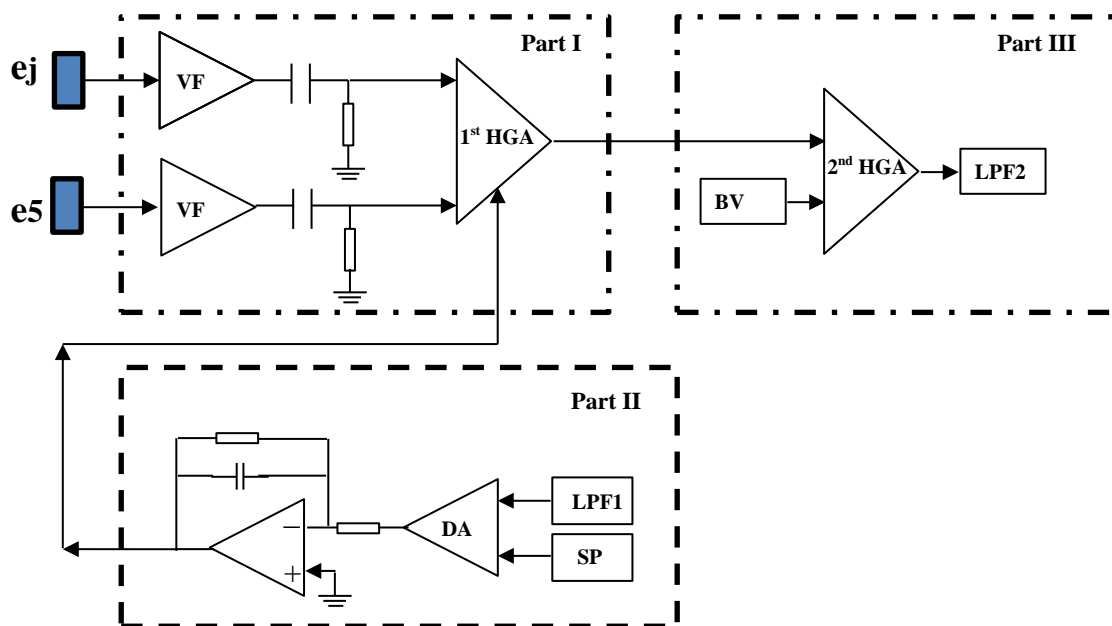 Part I
Part III
ej
VF
1st HGA
2nd HGA
LPF2
e5
VF
BV
Part II
LPF1
DA
SP
−
+